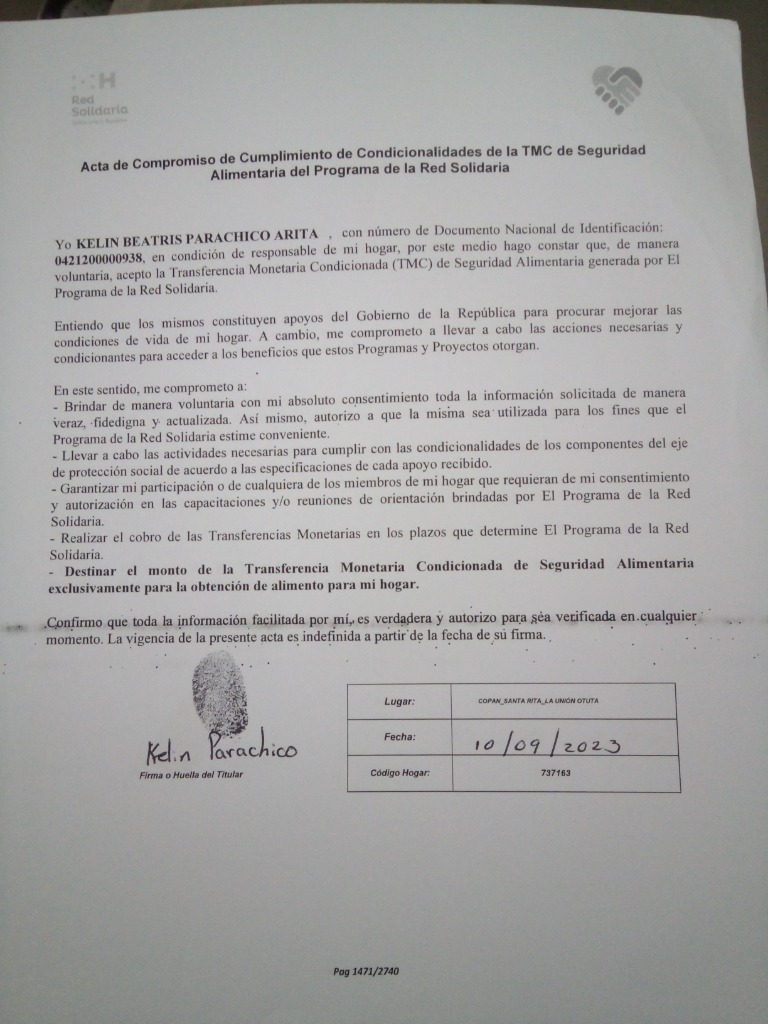 Red
Solidaria
Acta de Compromiso de Cumplimiento de Condicionalidades de la TMC de Seguridad
Alimentaria del Programa de la Red Solidaria
Yo KELIN BEATRIS PARACHICO ARITA , con número de Documento Nacional de Identificación:
0421200000938, en condición de responsable de mi hogar, por este medio hago constar que, de manera
voluntaria, acepto la Transferencia Monetaria Condicionada (TMC) de Seguridad Alimentaria generada por El
Programa de la Red Solidaria.
Entiendo que los mismos constituyen apoyos del Gobierno de la República para procurar mejorar las
condiciones de vida de mi hogar. A cambio, me comprometo a llevar a cabo las acciones necesarias y
condicionantes para acceder a los beneficios que estos Programas y Proyectos otorgan.
En este sentido, me comprometo a:
- Brindar de manera voluntaria con mi absoluto consentimiento toda la información solicitada de manera
veraz, fidedigna y actualizada. Así mismo, autorizo a que la misma sea utilizada para los fines que el
Programa de la Red Solidaria estime conveniente.
- Llevar a cabo las actividades necesarias para cumplir con las condicionalidades de los componentes del eje
de protección social de acuerdo a las especificaciones de cada apoyo recibido.
- Garantizar mi participación o de cualquiera de los miembros de mi hogar que requieran de mi consentimiento
y autorización en las capacitaciones y/o reuniones de orientación brindadas por El Programa de la Red
Solidaria.
- Realizar el cobro de las Transferencias Monetarias en los plazos que determine El Programa de la Red
Solidaria.
- Destinar el monto de la Transferencia Monetaria Condicionada de Seguridad Alimentaria
exclusivamente para la obtención de alimento para mi hogar.
Confirmo que toda la información facilitada por mí, es verdadera y autorizo para sea verificada en cualquier
momento. La vigencia de la presente acta es indefinida a partir de la fecha de su firma.
Kelin Parachico
Firma o Huella del Titular
Lugar: COPAN_SANTA RITA_LA UNIÓN OTUTA
Fecha: 10/09/2023
Código Hogar: 737163
Pag 1471/2740